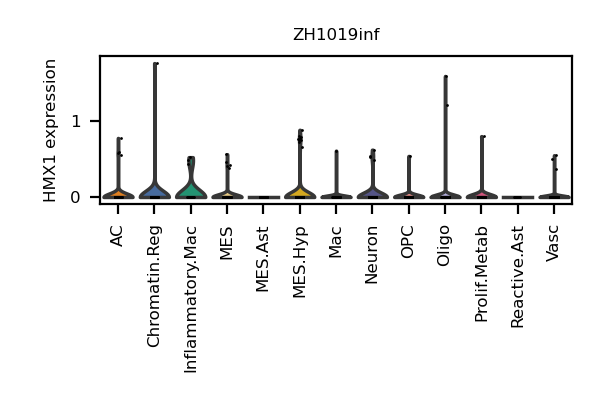 ZH1019inf
HMX1 expression
1
0
AC
Chromatin.Reg
Inflammatory.Mac
MES
MES.Ast
MES.Hyp
Mac
Neuron
OPC
Oligo
Prolif.Metab
Reactive.Ast
Vasc